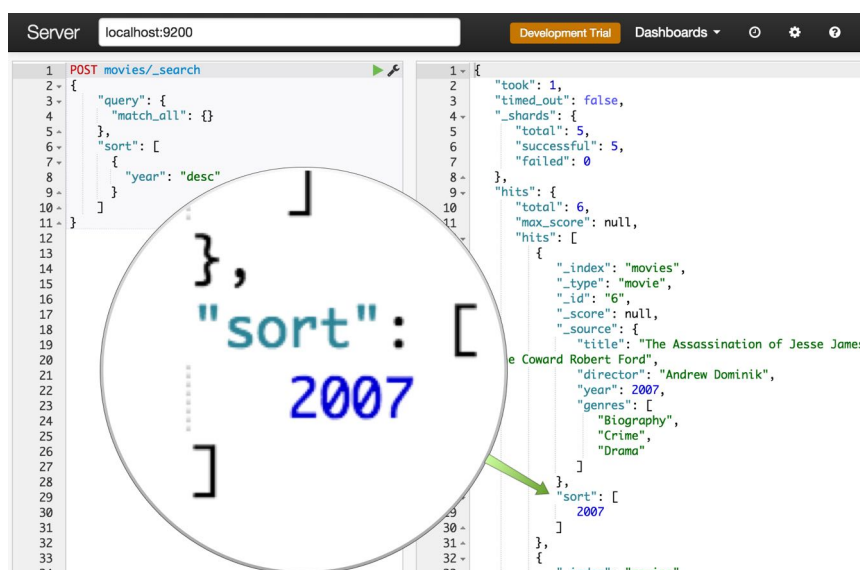 Server localhost:9200 Development Trial Dashboards
1 POST movies/_search
2 {
3 "query": {
4 "match_all": {}
5 },
6 "sort": [
7 {
8 "year": "desc"
9 }
10 ]
11 }
12
13
14
15
16
17
18
19
20
21
22
23
24
25
26
27
28
29
30
31
32
33
]
},
"sort": [
2007
]
1 {
2 "took": 1,
3 "timed_out": false,
4 "_shards": {
5 "total": 5,
6 "successful": 5,
7 "failed": 0
8 },
9 "hits": {
10 "total": 6,
11 "max_score": null,
"hits": [
{
"_index": "movies",
"_type": "movie",
"_id": "6",
"_score": null,
"_source": {
"title": "The Assassination of Jesse James
Coward Robert Ford",
"director": "Andrew Dominik",
"year": 2007,
"genres": [
"Biography",
"Crime",
"Drama"
]
},
"sort": [
29 2007
30 ]
31 },
32 {